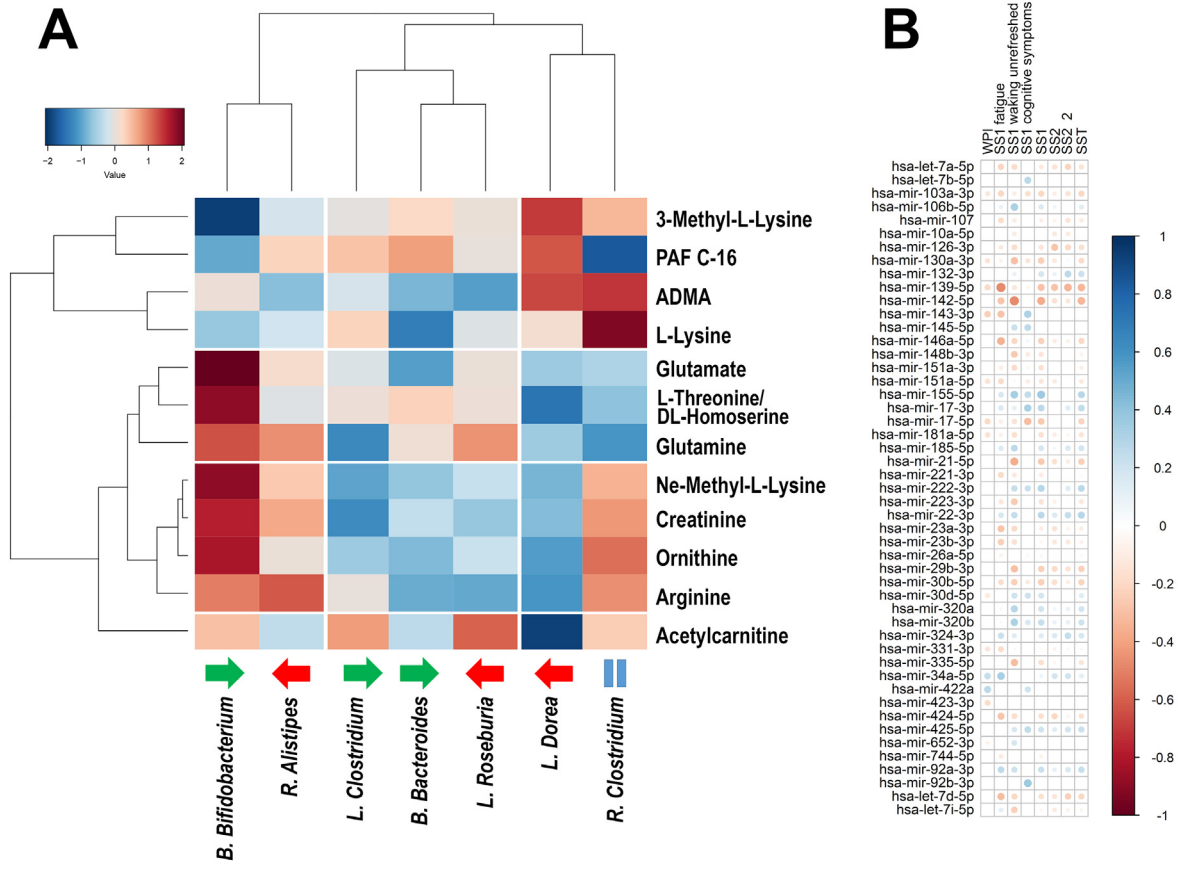 A
−2 −1 0 1 2
Value
3-Methyl-L-Lysine
PAF C-16
ADMA
L-Lysine
Glutamate
L-Threonine/
DL-Homoserine
Glutamine
Ne-Methyl-L-Lysine
Creatinine
Ornithine
Arginine
Acetylcarnitine
B. Bifidobacterium
R. Alistipes
L. Clostridium
B. Bacteroides
L. Roseburia
L. Dorea
R. Clostridium
B
WPI
SS1 fatigue
SS1 waking unrefreshed
SS1 cognitive symptoms
SS1
SS2
SS2 2
SST
hsa-let-7a-5p
hsa-let-7b-5p
hsa-mir-103a-3p
hsa-mir-106b-5p
hsa-mir-107
hsa-mir-10a-5p
hsa-mir-126-3p
hsa-mir-130a-3p
hsa-mir-132-3p
hsa-mir-139-5p
hsa-mir-142-5p
hsa-mir-143-3p
hsa-mir-145-5p
hsa-mir-146a-5p
hsa-mir-148b-3p
hsa-mir-151a-3p
hsa-mir-151a-5p
hsa-mir-155-5p
hsa-mir-17-3p
hsa-mir-17-5p
hsa-mir-181a-5p
hsa-mir-185-5p
hsa-mir-21-5p
hsa-mir-221-3p
hsa-mir-222-3p
hsa-mir-223-3p
hsa-mir-22-3p
hsa-mir-23a-3p
hsa-mir-23b-3p
hsa-mir-26a-5p
hsa-mir-29b-3p
hsa-mir-30b-5p
hsa-mir-30d-5p
hsa-mir-320a
hsa-mir-320b
hsa-mir-324-3p
hsa-mir-331-3p
hsa-mir-335-5p
hsa-mir-34a-5p
hsa-mir-422a
hsa-mir-423-3p
hsa-mir-424-5p
hsa-mir-425-5p
hsa-mir-652-3p
hsa-mir-744-5p
hsa-mir-92a-3p
hsa-mir-92b-3p
hsa-let-7d-5p
hsa-let-7i-5p
1
0.8
0.6
0.4
0.2
0
-0.2
-0.4
-0.6
-0.8
-1